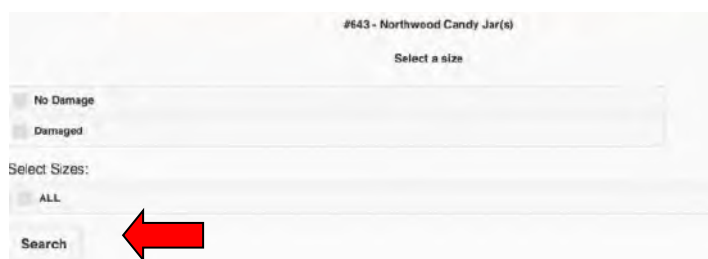 #643 - Northwood Candy Jar(s)
Select a size
No Damage
Damaged
Select Sizes:
ALL
Search